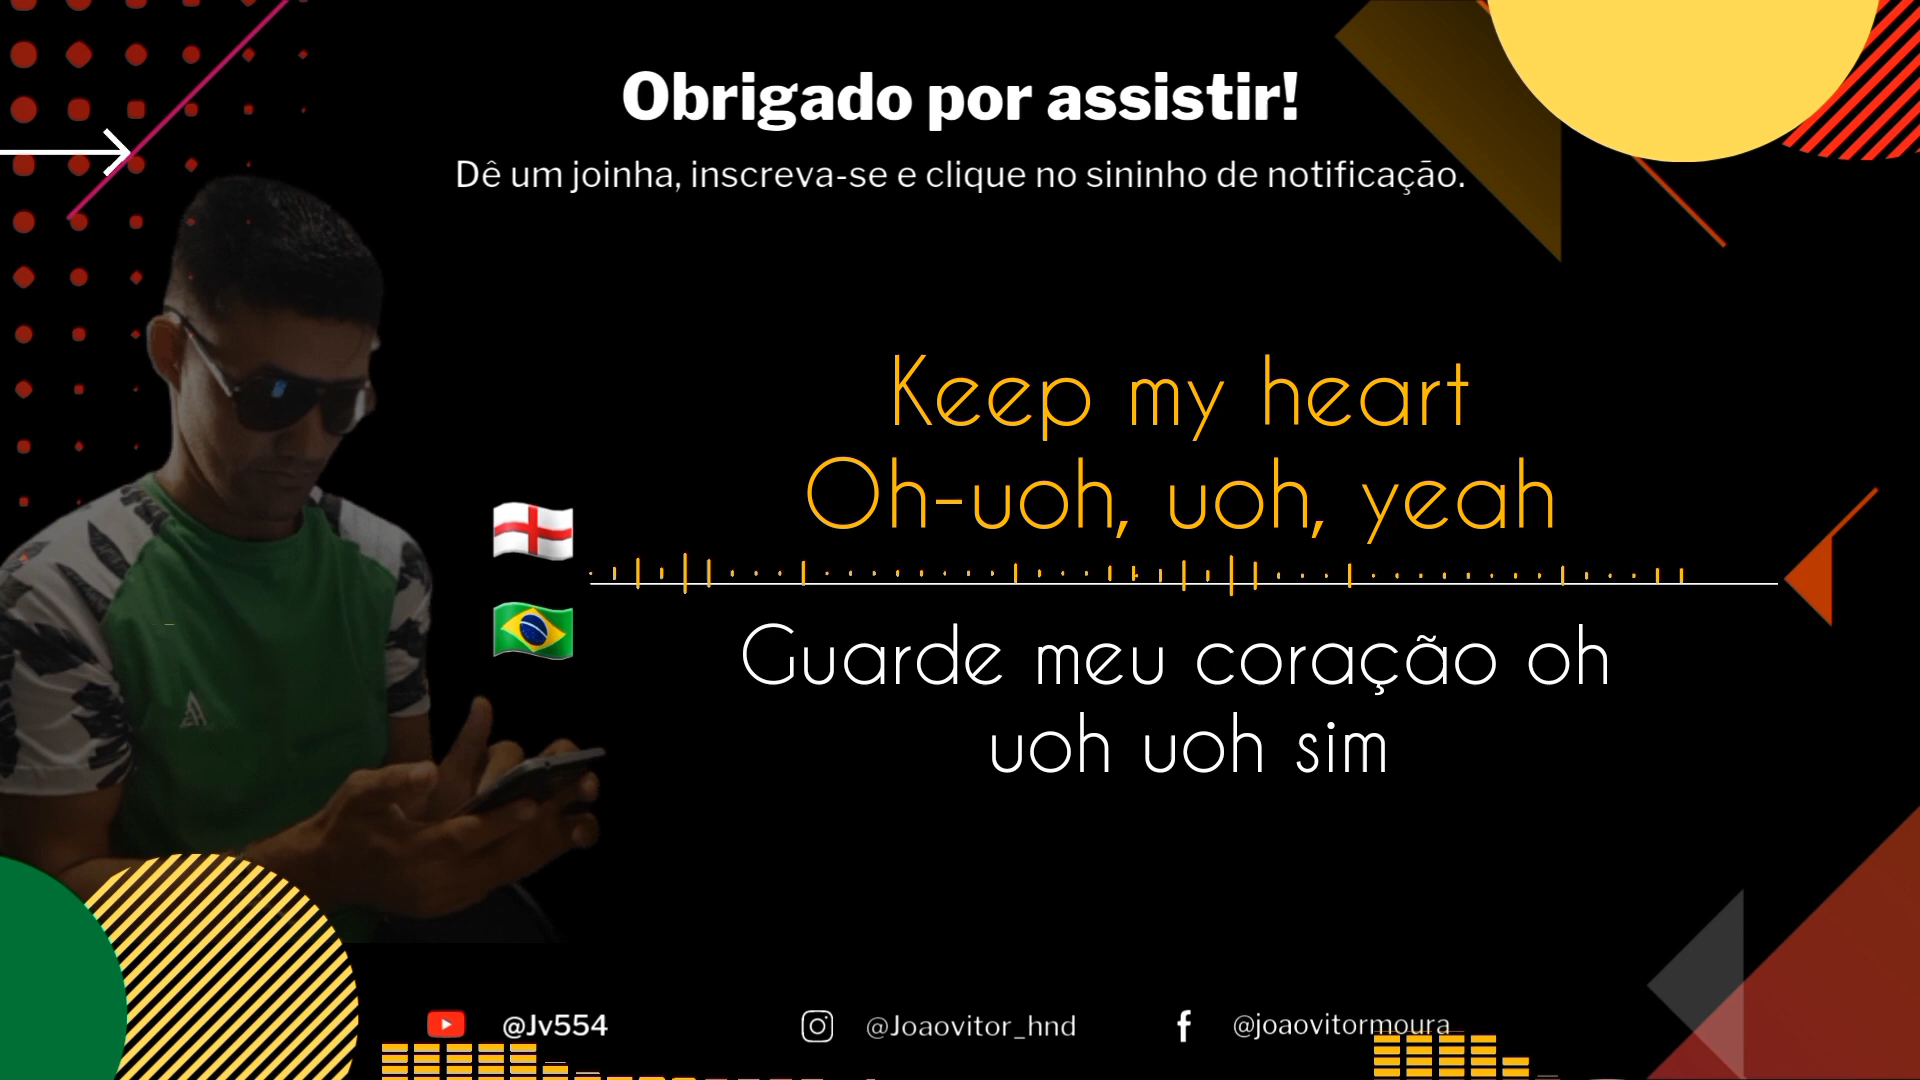 Obrigado por assistir!
Dê um joinha, inscreva-se e clique no sininho de notificação.
Keep my heart
Oh-uoh, uoh, yeah
Guarde meu coração oh
uoh uoh sim
@Jv554
@Joaovitor_hnd
@joaovitormoura